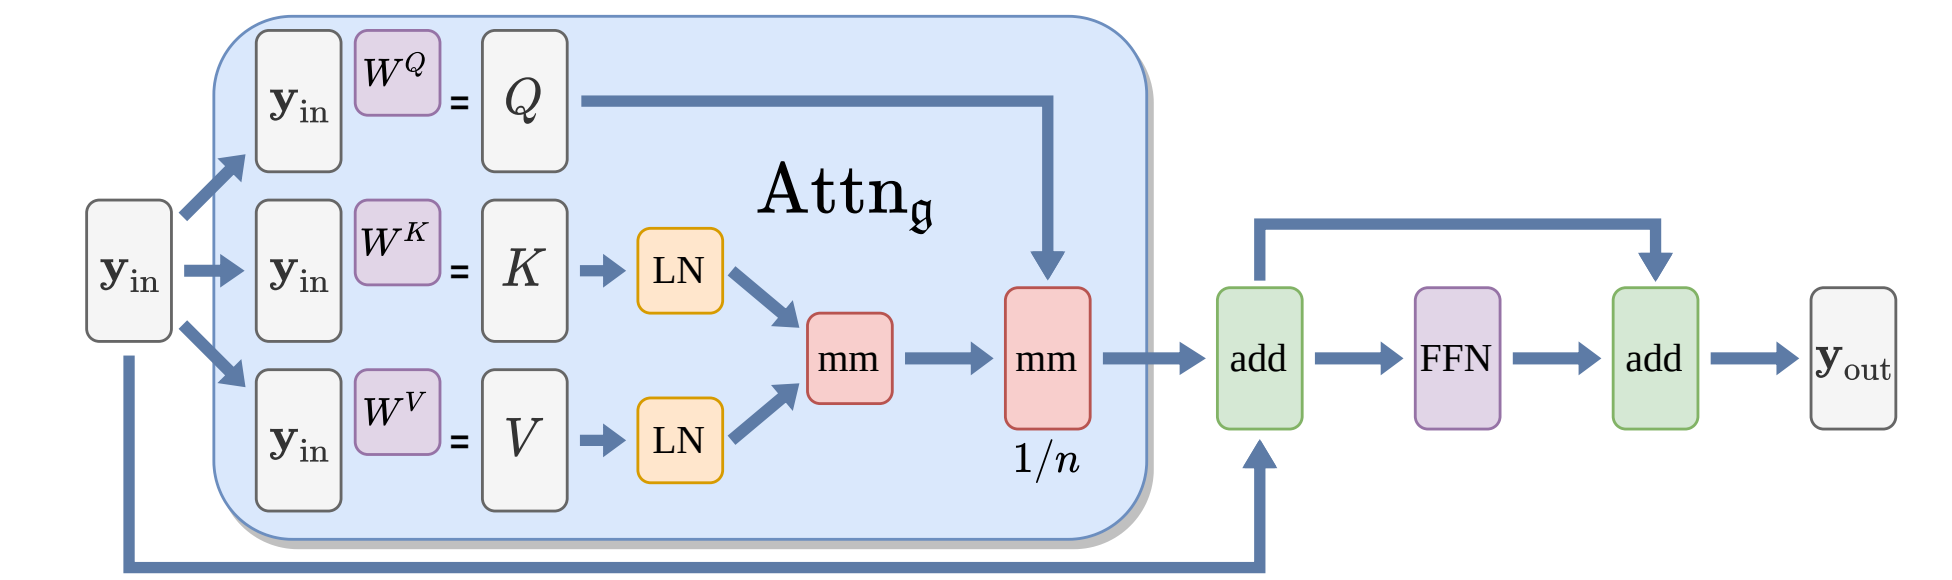 y_in W^Q = Q
Attn_𝔤
y_in y_in W^K = K LN
mm mm add FFN add y_out
y_in W^V = V LN
1/n